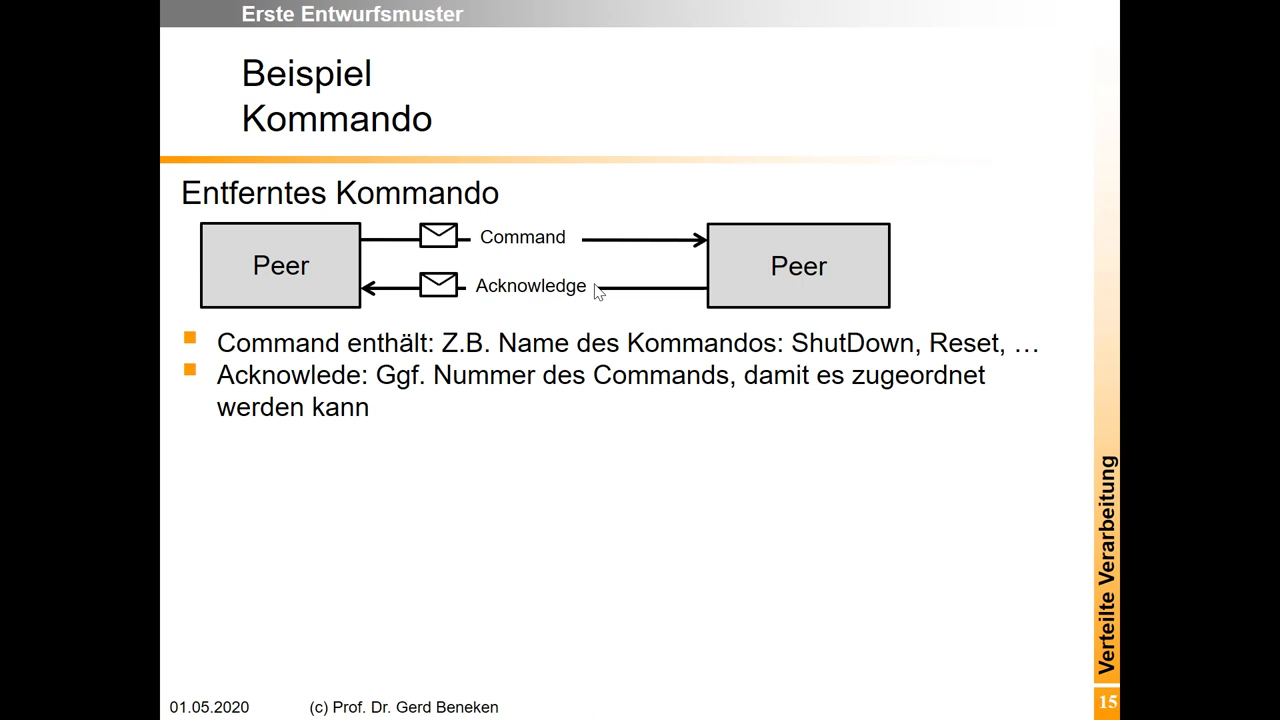 Erste Entwurfsmuster
Beispiel
Kommando
Entferntes Kommando
Peer
Command
Acknowledge
Peer
Command enthält: Z.B. Name des Kommandos: ShutDown, Reset, …
Acknowlede: Ggf. Nummer des Commands, damit es zugeordnet
werden kann
Verteilte Verarbeitung
01.05.2020
(c) Prof. Dr. Gerd Beneken
15